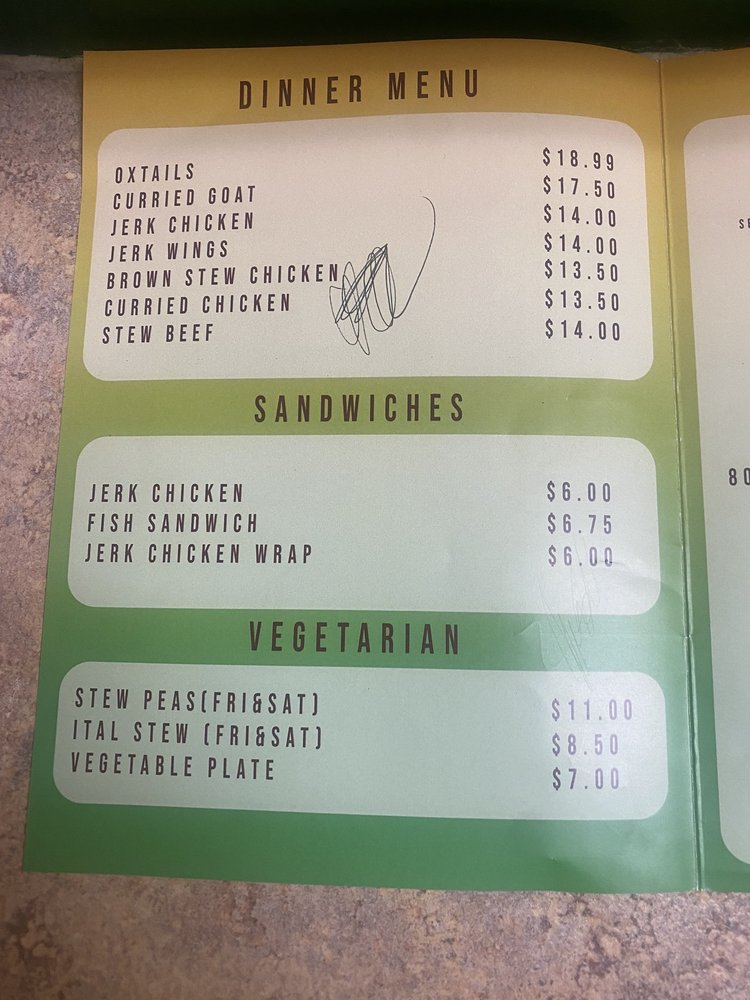 DINNER MENU
OXTAILS $18.99
CURRIED GOAT $17.50
JERK CHICKEN $14.00
JERK WINGS $14.00
BROWN STEW CHICKEN $13.50
CURRIED CHICKEN $13.50
STEW BEEF $14.00
SANDWICHES
JERK CHICKEN $6.00
FISH SANDWICH $6.75
JERK CHICKEN WRAP $6.00
VEGETARIAN
STEW PEAS(FRI&SAT) $11.00
ITAL STEW (FRI&SAT) $8.50
VEGETABLE PLATE $7.00